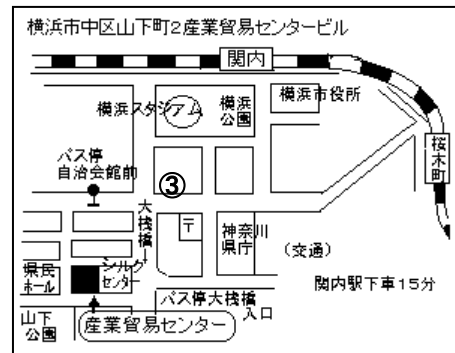 横浜市中区山下町2産業貿易センタービル
関内
横浜スタジアム
横浜
公園
横浜市役所
桜木町
バス停
自治会館前
③
大桟橋
〒
神奈川
県庁
(交通)
県民
ホール
シルク
センター
関内駅下車15分
バス停大桟橋
入口
山下
公園
産業貿易センター